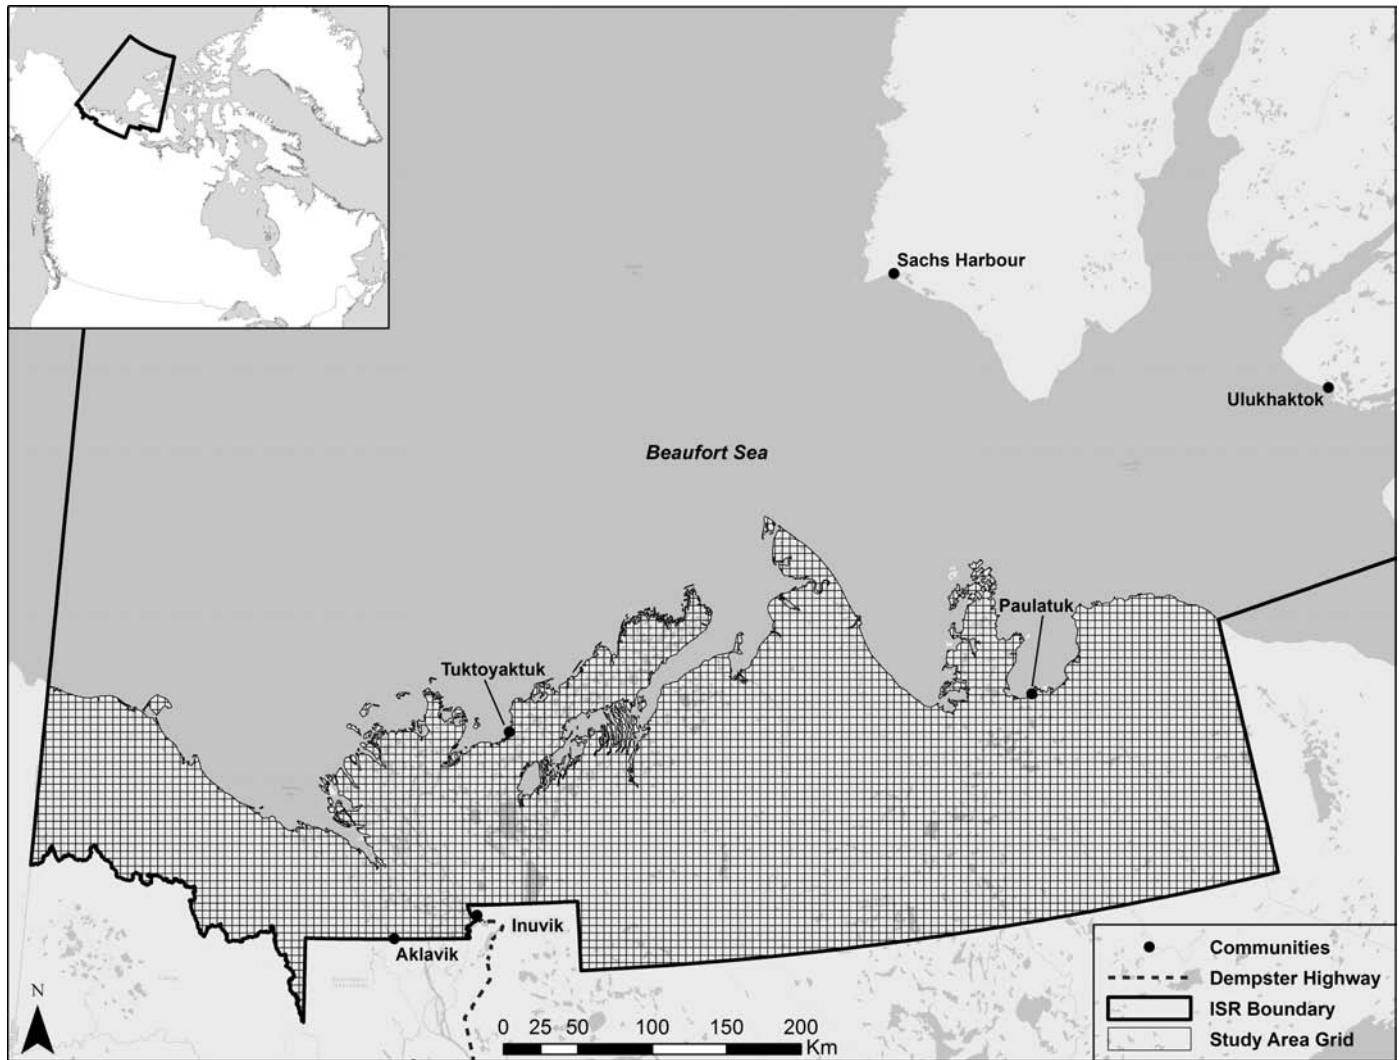 Sachs Harbour
Ulukhaktok
Beaufort Sea
Paulatuk
Tuktoyaktuk
Inuvik
Aklavik
N
0 25 50 100 150 200
Km
Communities
Dempster Highway
ISR Boundary
Study Area Grid